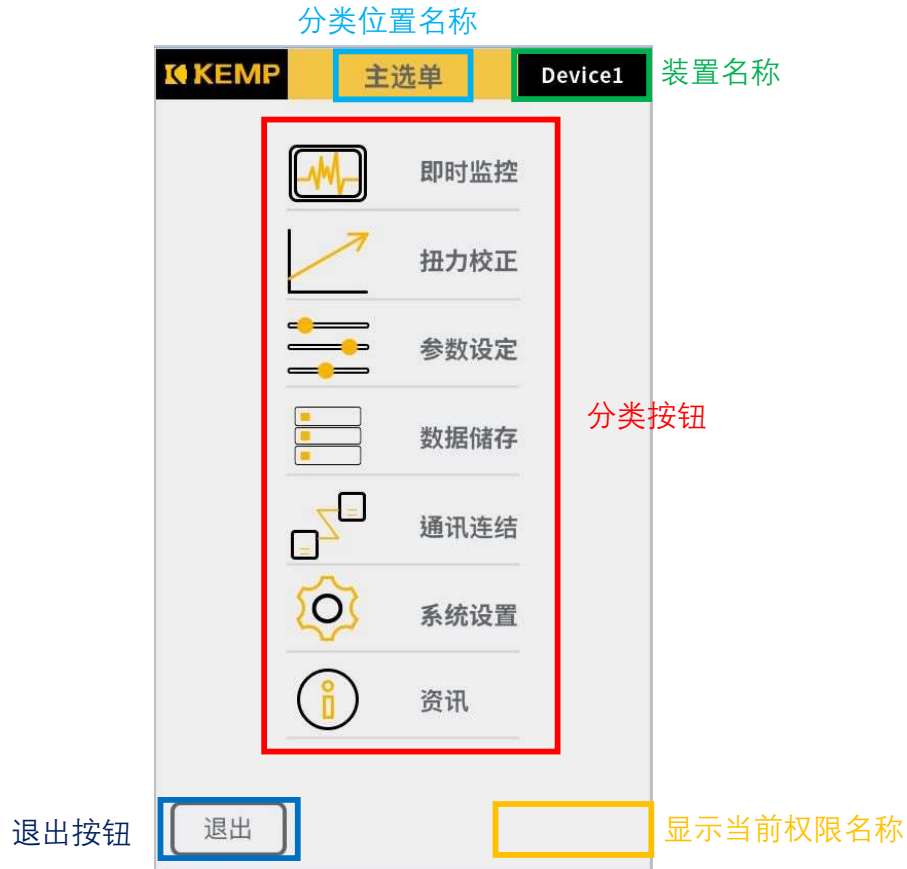 分类位置名称
KEMP 主选单 Device1 装置名称
即时监控
扭力校正
参数设定
分类按钮
数据储存
通讯连结
系统设置
资讯
退出按钮 退出 显示当前权限名称